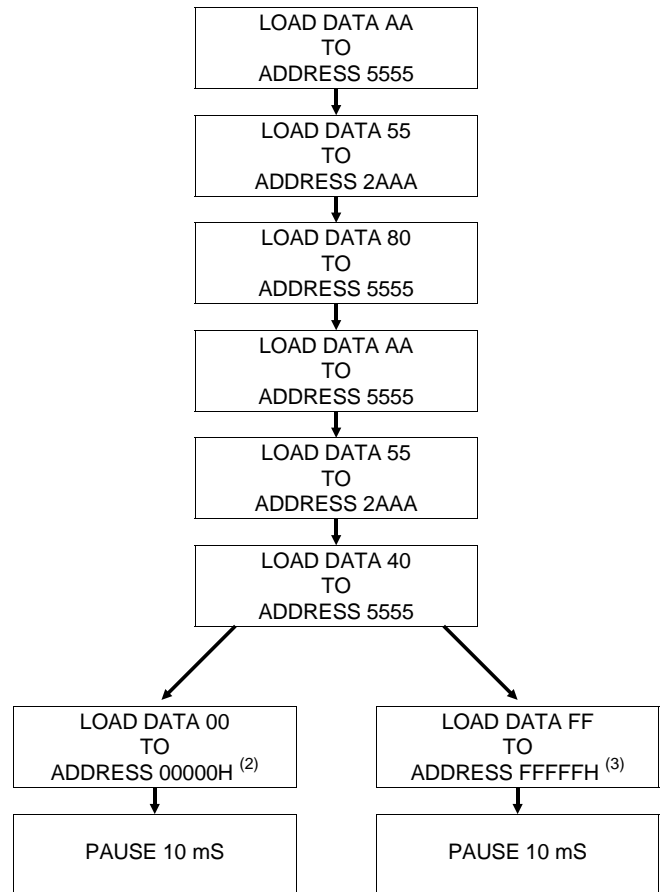 LOAD DATA AA
TO
ADDRESS 5555
LOAD DATA 55
TO
ADDRESS 2AAA
LOAD DATA 80
TO
ADDRESS 5555
LOAD DATA AA
TO
ADDRESS 5555
LOAD DATA 55
TO
ADDRESS 2AAA
LOAD DATA 40
TO
ADDRESS 5555
LOAD DATA 00
TO
ADDRESS 00000H (2)
PAUSE 10 mS
LOAD DATA FF
TO
ADDRESS FFFFFH (3)
PAUSE 10 mS